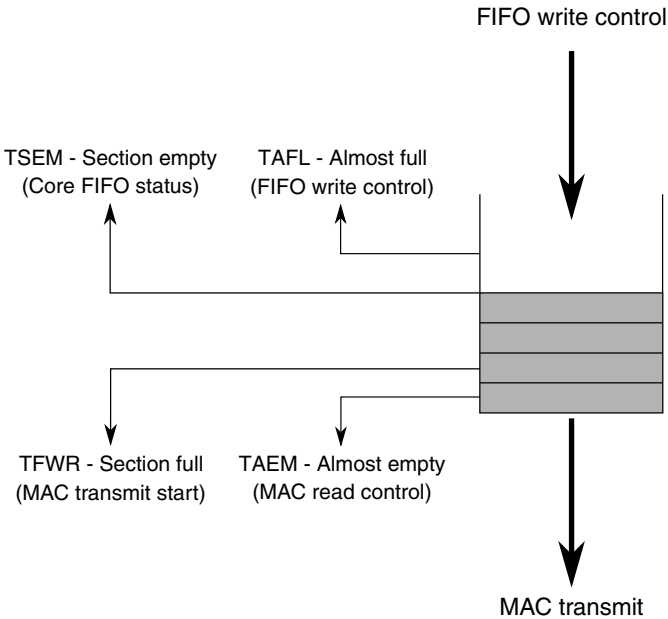 FIFO write control
TSEM - Section empty
(Core FIFO status)
TAFL - Almost full
(FIFO write control)
TFWR - Section full
(MAC transmit start)
TAEM - Almost empty
(MAC read control)
MAC transmit